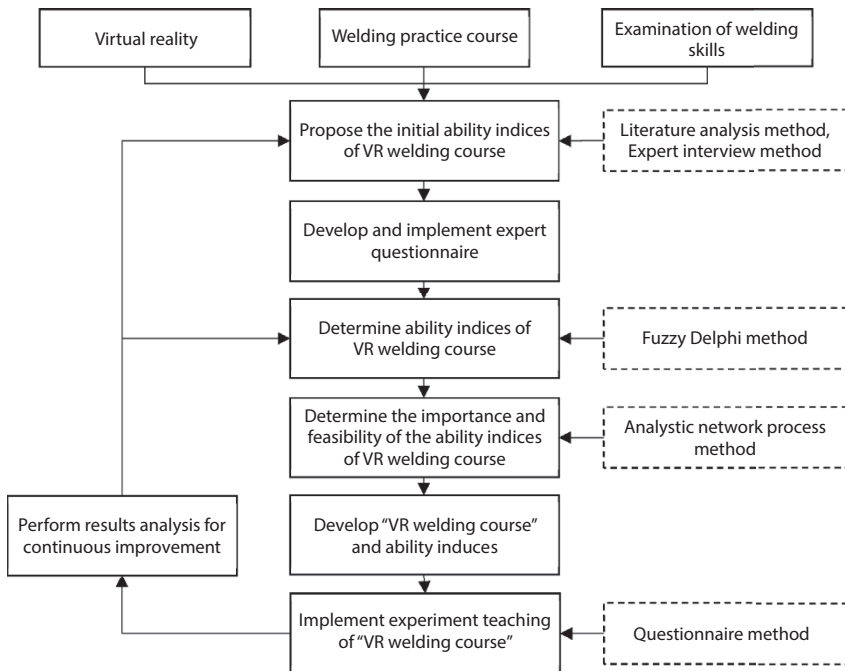 Virtual reality
Welding practice course
Examination of welding
skills
Propose the initial ability indices
of VR welding course
Literature analysis method,
Expert interview method
Develop and implement expert
questionnaire
Determine ability indices of
VR welding course
Fuzzy Delphi method
Determine the importance and
feasibility of the ability indices
of VR welding course
Analystic network process
method
Perform results analysis for
continuous improvement
Develop “VR welding course”
and ability induces
Implement experiment teaching
of “VR welding course”
Questionnaire method